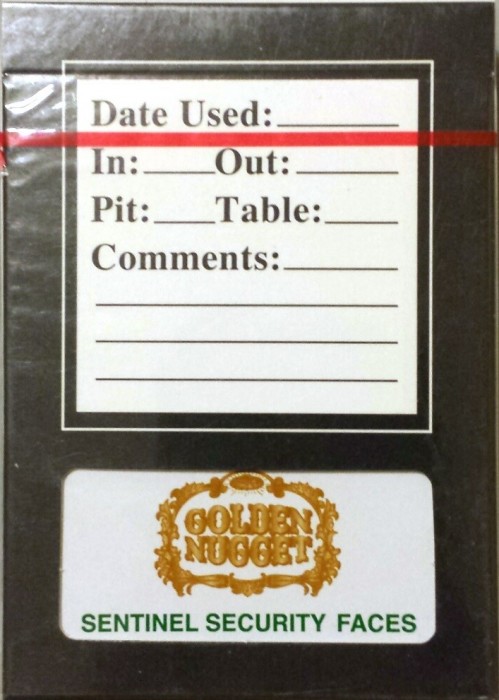 Date Used:
In: Out:
Pit: Table:
Comments:
GOLDEN
NUGGET
SENTINEL SECURITY FACES